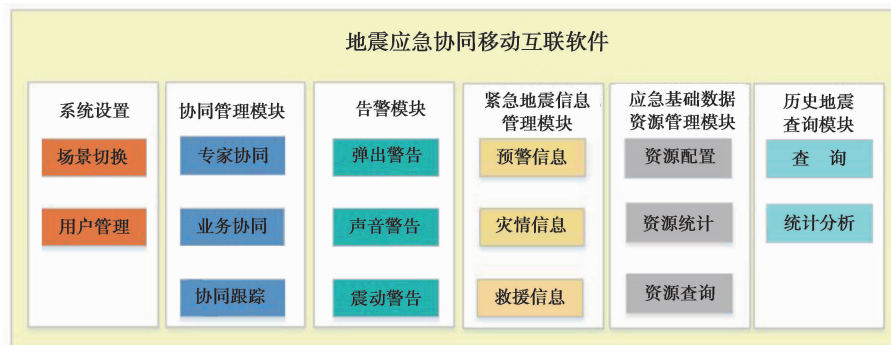 地震应急协同移动互联软件
系统设置
场景切换
用户管理
协同管理模块
专家协同
业务协同
协同跟踪
告警模块
弹出警告
声音警告
震动警告
紧急地震信息
管理模块
预警信息
灾情信息
救援信息
应急基础数据
资源管理模块
资源配置
资源统计
资源查询
历史地震
查询模块
查 询
统计分析